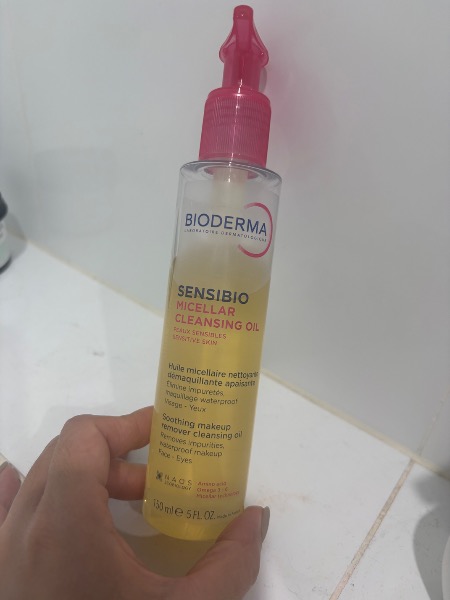 BIODERMA
LABORATOIRE DERMATOLOGIQUE
SENSIBIO
MICELLAR
CLEANSING OIL
PEAUX SENSIBLES
SENSITIVE SKIN
Huile micellaire nettoyante
démaquillante apaisante
Élimine impuretés,
maquillage waterproof
Visage - Yeux
Soothing makeup
remover cleansing oil
Removes impurities,
waterproof makeup
Face - Eyes
NAOS
150 ml ℮ 5 FL.OZ.